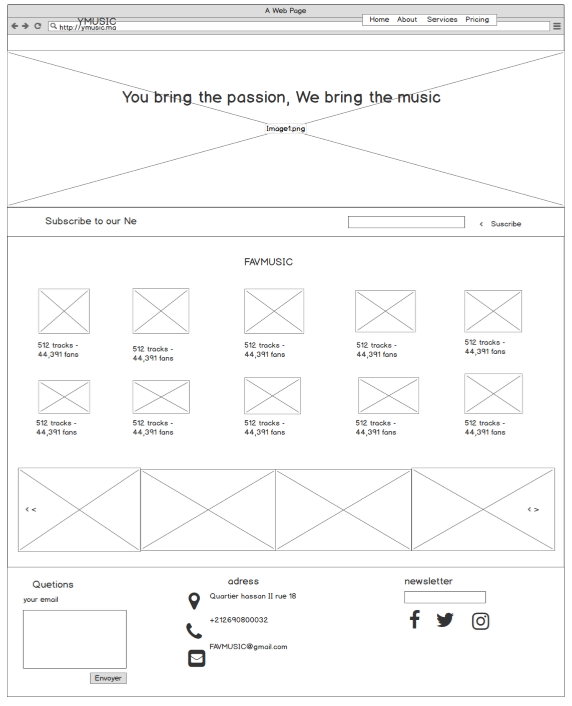 A Web Page
YMUSIC
Home About Services Pricing
http://ymusic.ma
You bring the passion, We bring the music
Image1.png
Subscribe to our Ne
< Suscribe
FAVMUSIC
512 tracks -
44,391 fans
512 tracks -
44,391 fans
512 tracks -
44,391 fans
512 tracks -
44,391 fans
512 tracks -
44,391 fans
512 tracks -
44,391 fans
512 tracks -
44,391 fans
512 tracks -
44,391 fans
512 tracks -
44,391 fans
512 tracks -
44,391 fans
< <
< >
Quetions
your email
Envoyer
adress
Quartier hassan II rue 18
+212690800032
FAVMUSIC@gmail.com
newsletter